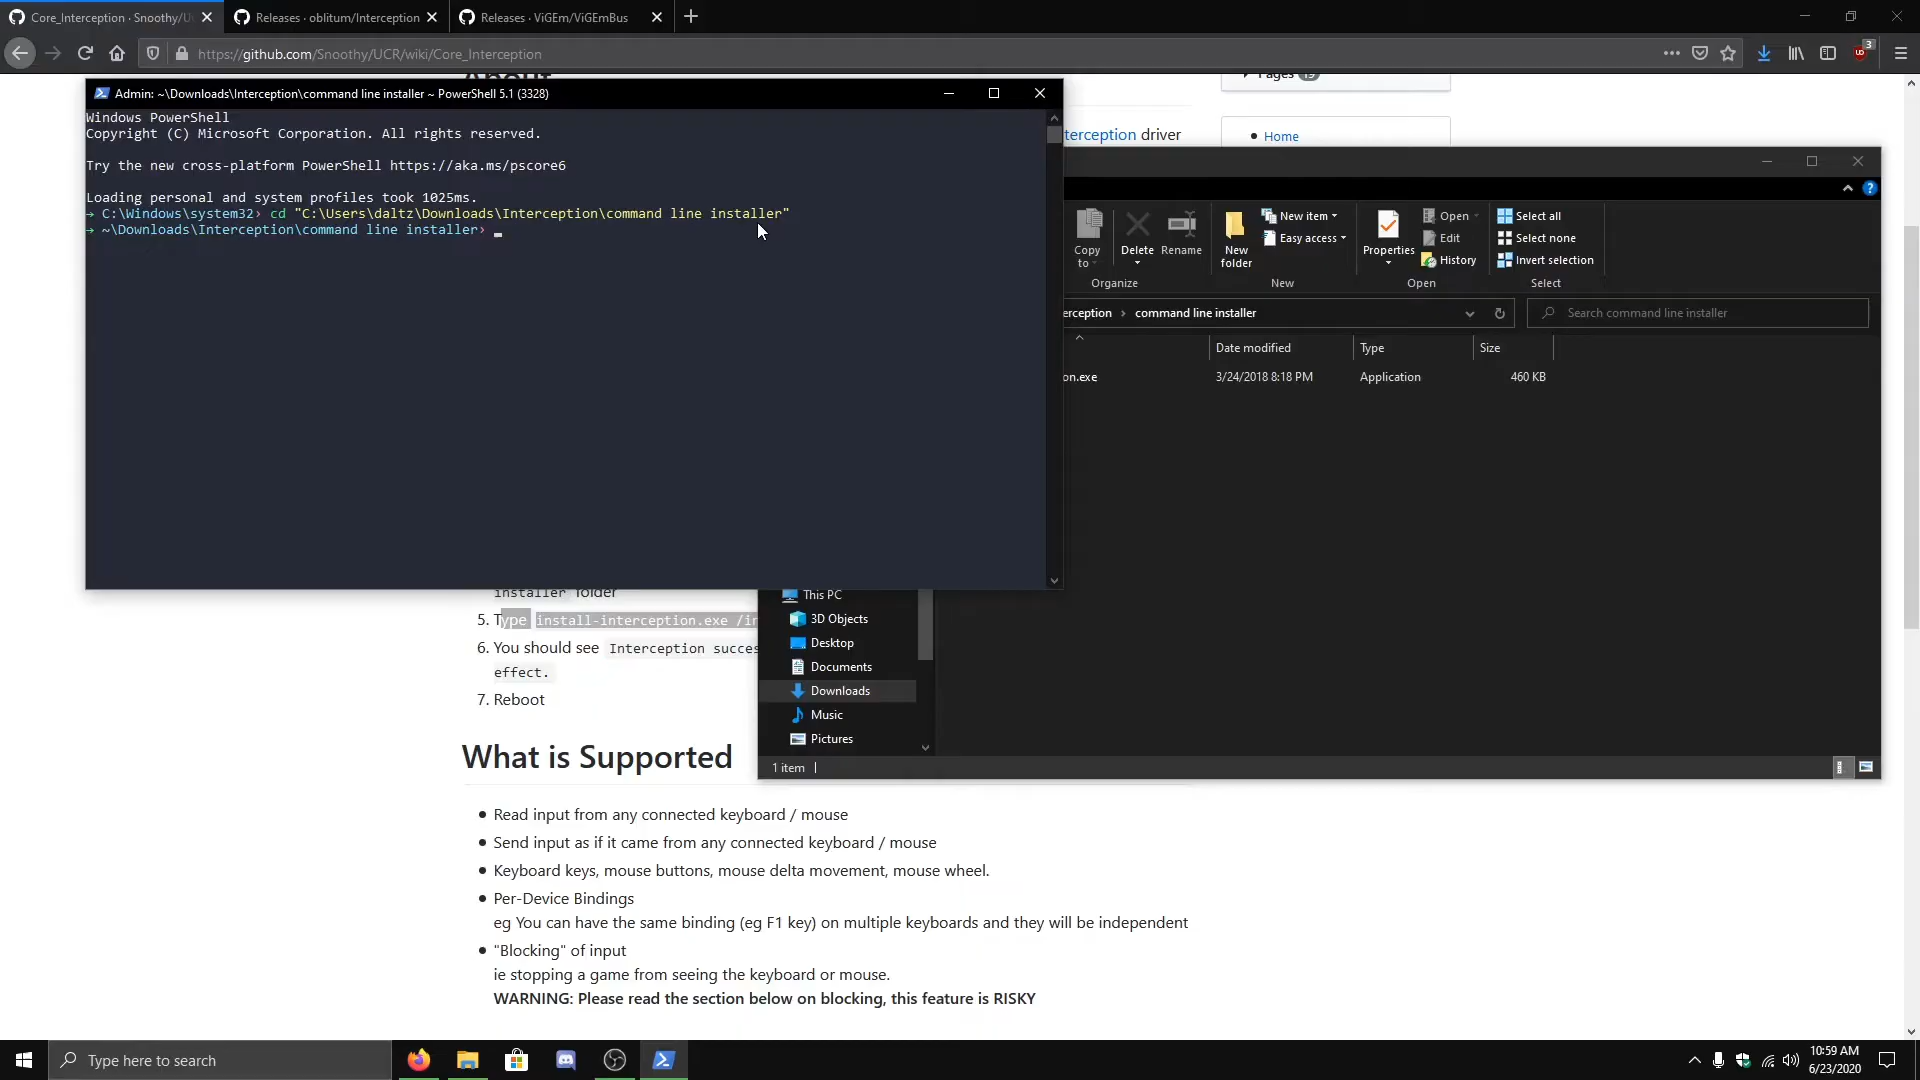 Core_Interception · Snoothy/U
Releases · oblitum/Interception
Releases · ViGEm/ViGEmBus
https://github.com/Snoothy/UCR/wiki/Core_Interception
3
About
Pages 19
Admin: ~\Downloads\Interception\command line installer ~ PowerShell 5.1 (3328)
Windows PowerShell
Copyright (C) Microsoft Corporation. All rights reserved.
Try the new cross-platform PowerShell https://aka.ms/pscore6
Loading personal and system profiles took 1025ms.
→ C:\Windows\system32› cd "C:\Users\daltz\Downloads\Interception\command line installer"
→ ~\Downloads\Interception\command line installer› _
terception driver
Home
Copy to
Delete
Rename
New folder
New item
Easy access
Properties
Open
Edit
History
Select all
Select none
Invert selection
Organize
New
Open
Select
erception › command line installer
Search command line installer
Date modified
Type
Size
on.exe
3/24/2018 8:18 PM
Application
460 KB
This PC
3D Objects
Desktop
Documents
Downloads
Music
Pictures
1 item
installer folder
5. Type install-interception.exe /in
6. You should see Interception succes
effect.
7. Reboot
What is Supported
Read input from any connected keyboard / mouse
Send input as if it came from any connected keyboard / mouse
Keyboard keys, mouse buttons, mouse delta movement, mouse wheel.
Per-Device Bindings
eg You can have the same binding (eg F1 key) on multiple keyboards and they will be independent
"Blocking" of input
ie stopping a game from seeing the keyboard or mouse.
WARNING: Please read the section below on blocking, this feature is RISKY
Type here to search
10:59 AM
6/23/2020